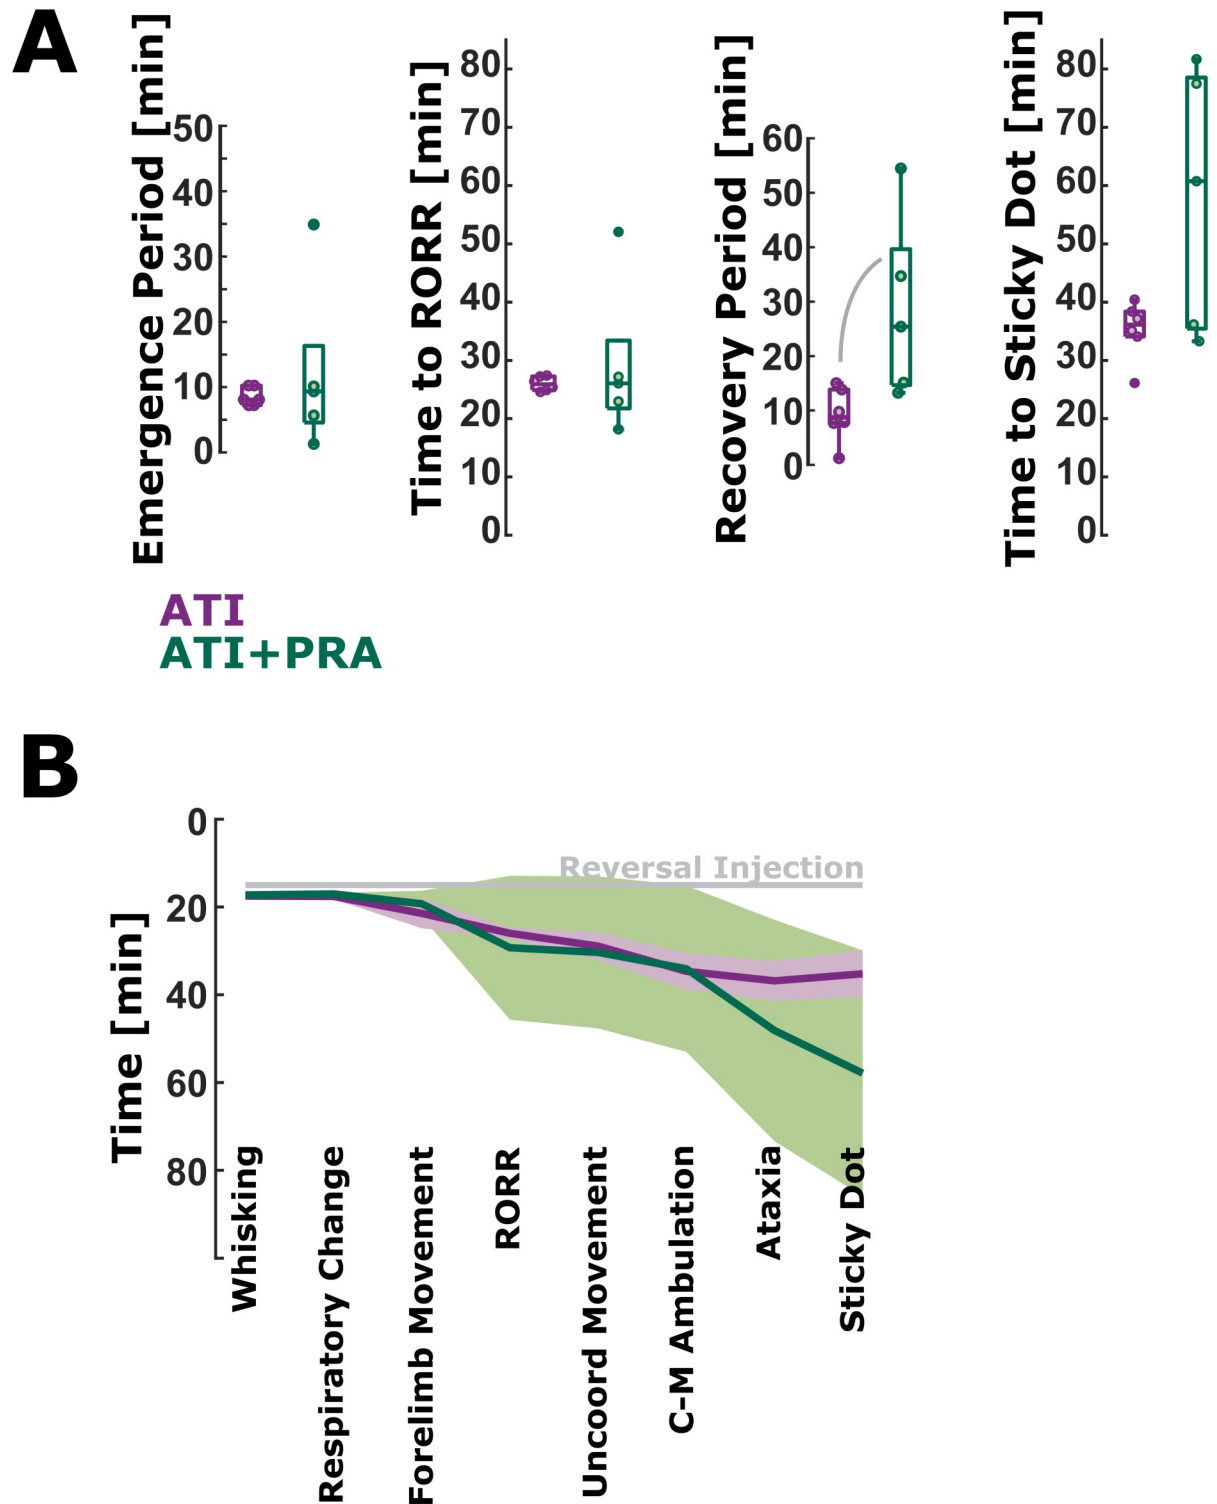 A
Emergence Period [min]
50
40
30
20
10
0
Time to RORR [min]
80
70
60
50
40
30
20
10
0
Recovery Period [min]
60
50
40
30
20
10
0
Time to Sticky Dot [min]
80
70
60
50
40
30
20
10
0
ATI
ATI+PRA
B
Time [min]
0
20
40
60
80
Reversal Injection
Whisking
Respiratory Change
Forelimb Movement
RORR
Uncoord Movement
C-M Ambulation
Ataxia
Sticky Dot